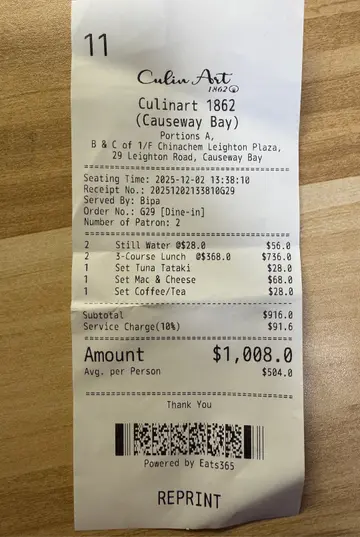 11
Culin Art
1862
Culinart 1862
(Causeway Bay)
Portions A,
B & C of 1/F Chinachem Leighton Plaza,
29 Leighton Road, Causeway Bay
Seating Time: 2025-12-02 13:38:10
Receipt No.: 20251202133810G29
Served By: Bipa
Order No.: G29 [Dine-in]
Number of Patron: 2
2 Still Water @$28.0 $56.0
2 3-Course Lunch @$368.0 $736.0
1 Set Tuna Tataki $28.0
1 Set Mac & Cheese $68.0
1 Set Coffee/Tea $28.0
Subtotal $916.0
Service Charge(10%) $91.6
Amount $1,008.0
Avg. per Person $504.0
Thank You
Powered by Eats365
REPRINT